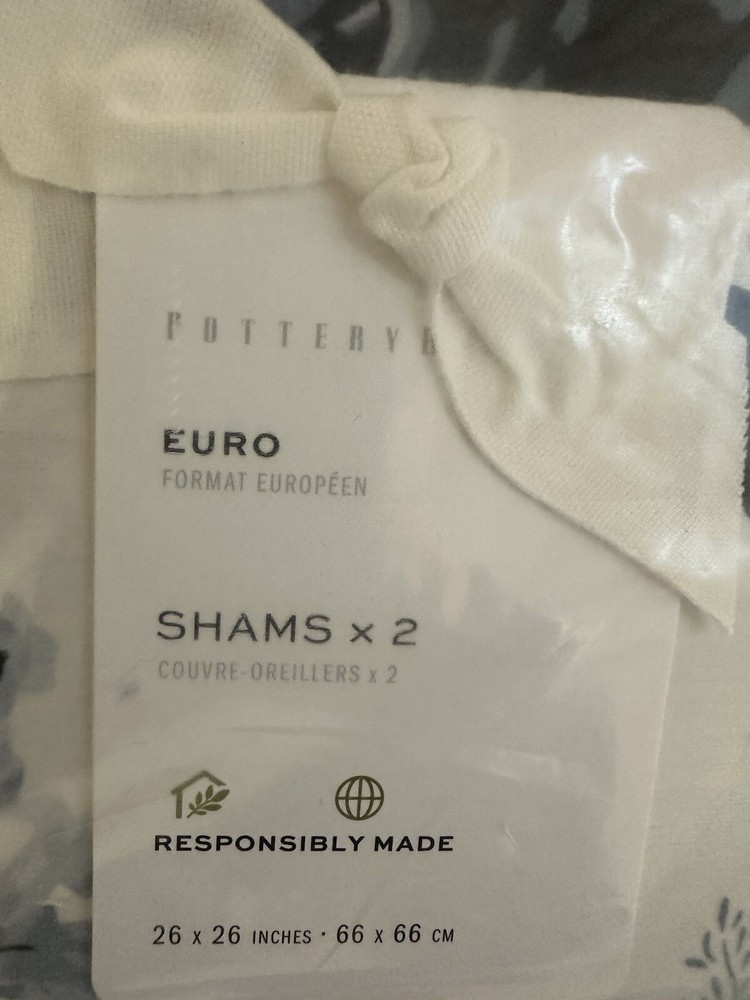 POTTERY
EURO
FORMAT EUROPÉEN
SHAMS x 2
COUVRE-OREILLERS x 2
RESPONSIBLY MADE
26 x 26 INCHES · 66 x 66 CM